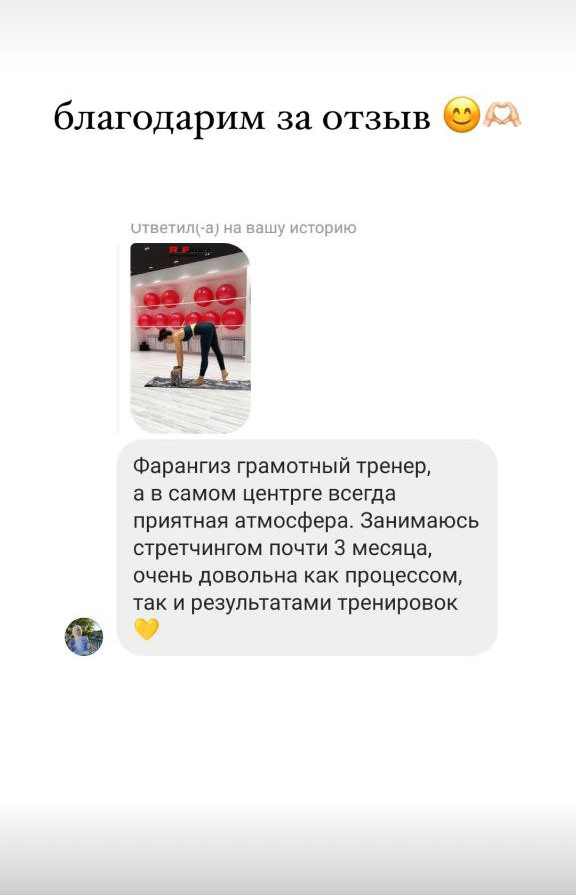 благодарим за отзыв 😊🫶🏻
Ответил(-а) на вашу историю
Фарангиз грамотный тренер,
а в самом центрге всегда
приятная атмосфера. Занимаюсь
стретчингом почти 3 месяца,
очень довольна как процессом,
так и результатами тренировок
💛